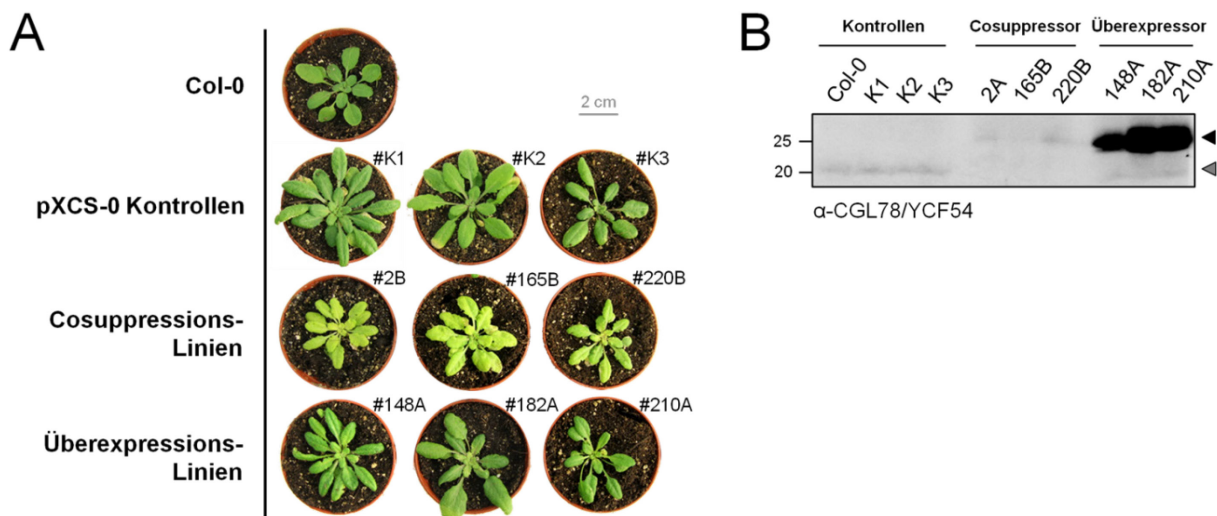 A
Col-0
2 cm
#K1
#K2
#K3
pXCS-0 Kontrollen
#2B
#165B
#220B
Cosuppressions-
Linien
#148A
#182A
#210A
Überexpressions-
Linien
B
Kontrollen
Cosuppressor
Überexpressor
Col-0
K1
K2
K3
2A
165B
220B
148A
182A
210A
25
20
α-CGL78/YCF54